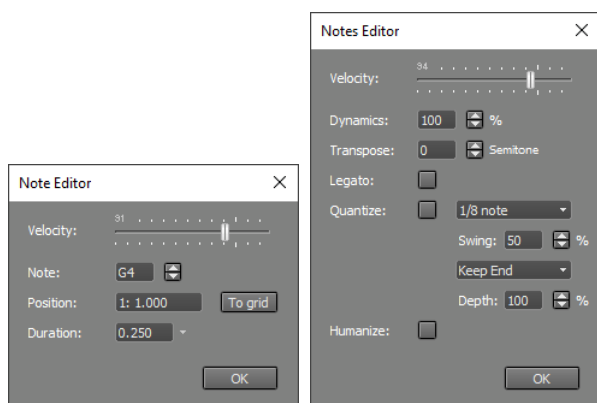 Note Editor
91
Velocity:
Note: G4
Position: 1: 1.000 To grid
Duration: 0.250
OK
Notes Editor
94
Velocity:
Dynamics: 100 %
Transpose: 0 Semitone
Legato:
Quantize: 1/8 note
Swing: 50 %
Keep End
Depth: 100 %
Humanize:
OK